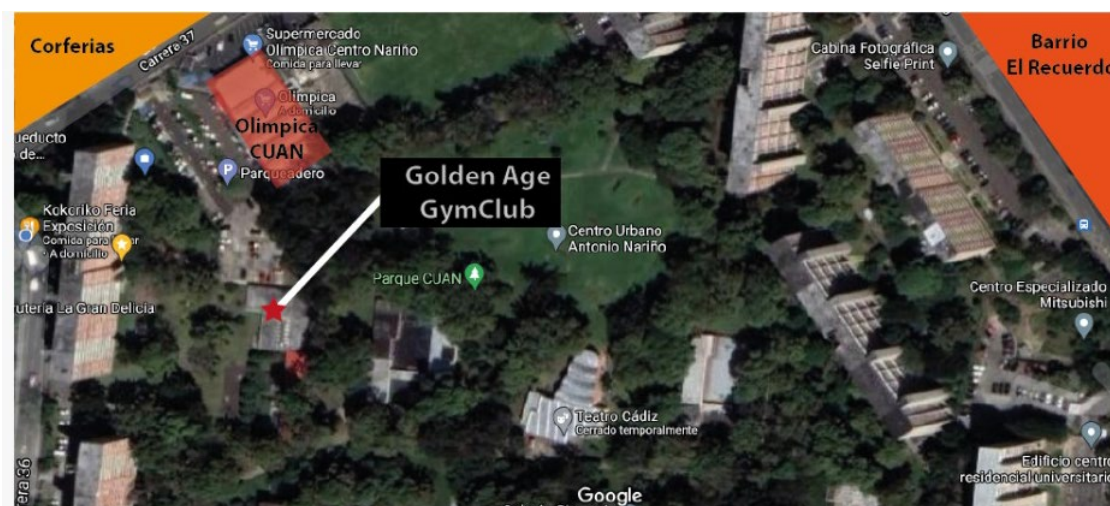 Corferias
Carrera 37
Supermercado
Olimpica Centro Nariño
Comida para llevar
Olimpica
A domicilio
Olimpica
CUAN
Parqueadero
Cabina Fotográfica
Selfie Print
Barrio
El Recuerdo
ueducto
de...
Golden Age
GymClub
Kokoriko Feria
Exposición
Comida para
A domicilio
Centro Urbano
Antonio Nariño
Parque CUAN
Centro Especializado
Mitsubishi
utería La Gran Delicia
Teatro Cádiz
Cerrado temporalmente
Edificio centro
residencial universitario
era 36
Google